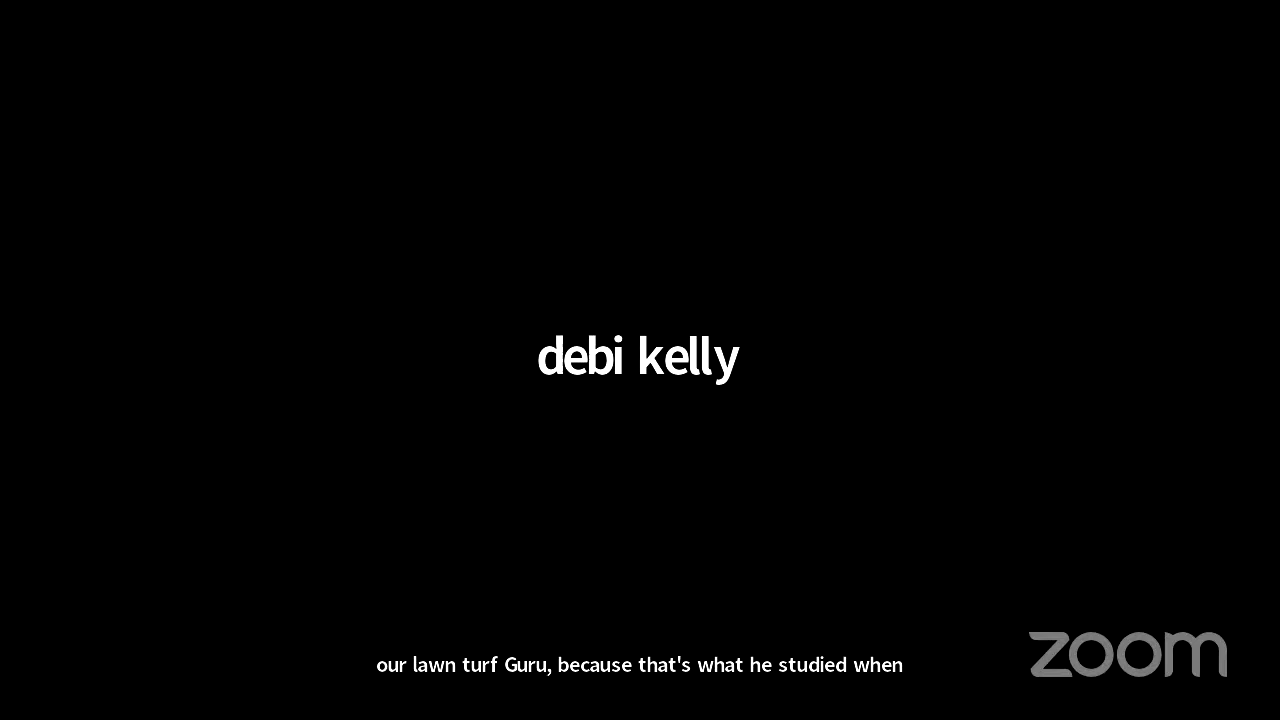 debi kelly
our lawn turf Guru, because that's what he studied when
zoom